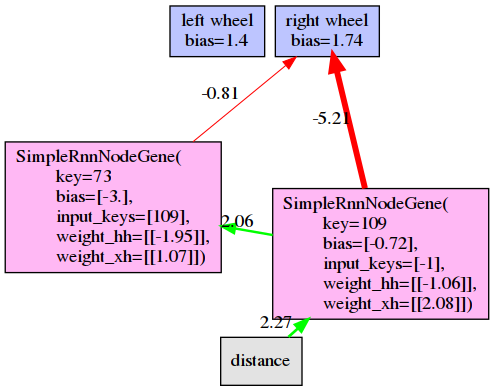 left wheel
bias=1.4
right wheel
bias=1.74
-0.81
-5.21
SimpleRnnNodeGene(
key=73
bias=[-3.],
input_keys=[109],
weight_hh=[[-1.95]],
weight_xh=[[1.07]])
2.06
SimpleRnnNodeGene(
key=109
bias=[-0.72],
input_keys=[-1],
weight_hh=[[-1.06]],
weight_xh=[[2.08]])
2.27
distance